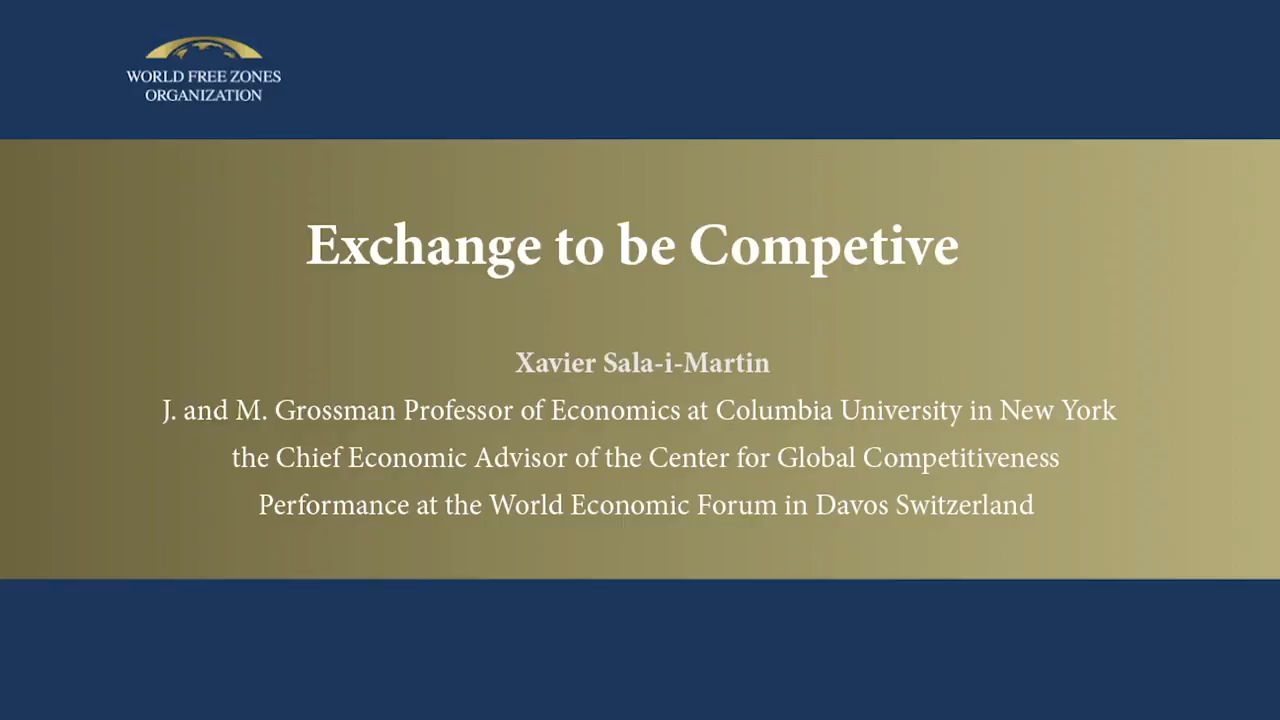 WORLD FREE ZONES
ORGANIZATION
Exchange to be Competive
Xavier Sala-i-Martin
J. and M. Grossman Professor of Economics at Columbia University in New York
the Chief Economic Advisor of the Center for Global Competitiveness
Performance at the World Economic Forum in Davos Switzerland